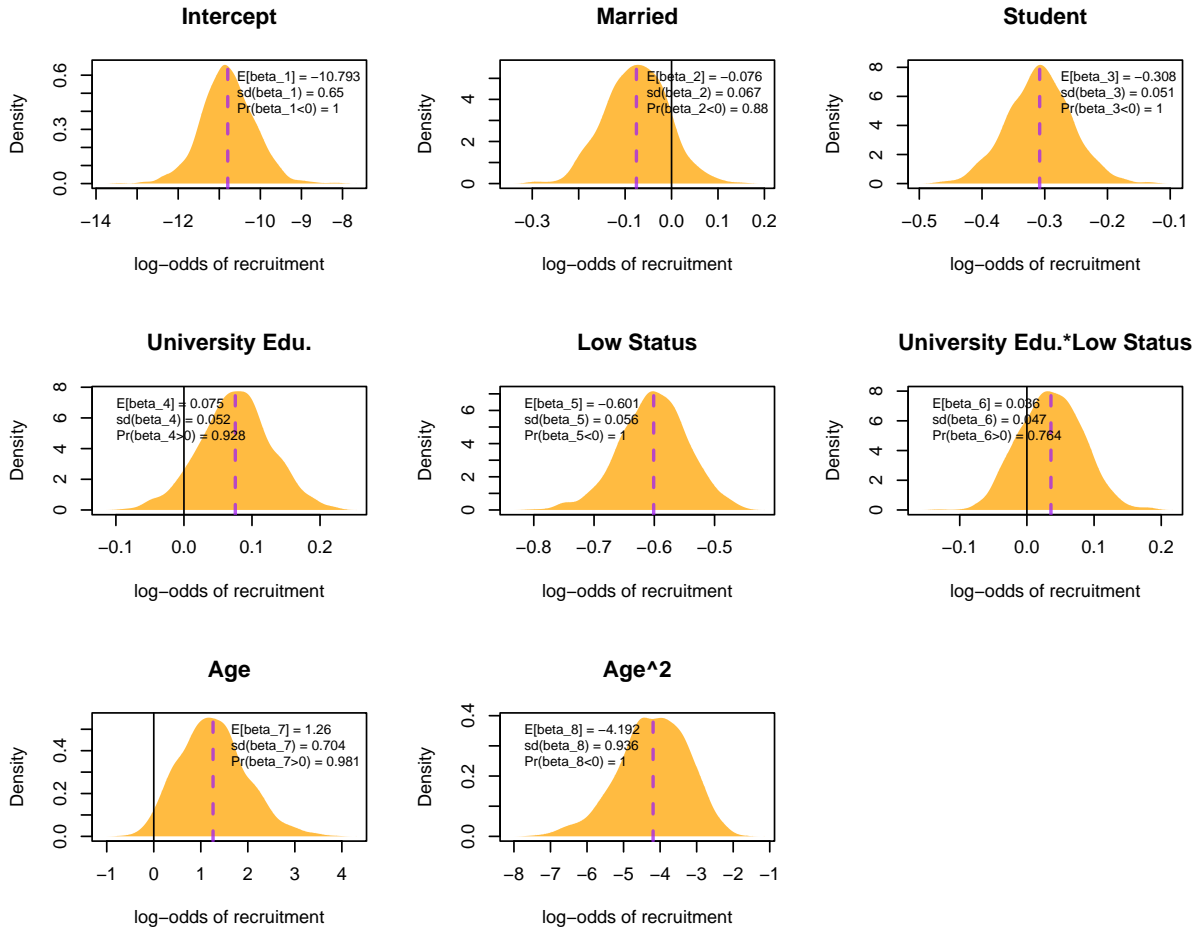 Intercept
Density
0.0
0.3
0.6
E[beta_1] = −10.793
sd(beta_1) = 0.65
Pr(beta_1<0) = 1
−14
−12
−10
−9
−8
log−odds of recruitment
Married
Density
0
2
4
E[beta_2] = −0.076
sd(beta_2) = 0.067
Pr(beta_2<0) = 0.88
−0.3
−0.1
0.0
0.1
0.2
log−odds of recruitment
Student
Density
0
2
4
6
8
E[beta_3] = −0.308
sd(beta_3) = 0.051
Pr(beta_3<0) = 1
−0.5
−0.4
−0.3
−0.2
−0.1
log−odds of recruitment
University Edu.
Density
0
2
4
6
8
E[beta_4] = 0.075
sd(beta_4) = 0.052
Pr(beta_4>0) = 0.928
−0.1
0.0
0.1
0.2
log−odds of recruitment
Low Status
Density
0
2
4
6
E[beta_5] = −0.601
sd(beta_5) = 0.056
Pr(beta_5<0) = 1
−0.8
−0.7
−0.6
−0.5
log−odds of recruitment
University Edu.*Low Status
Density
0
2
4
6
8
E[beta_6] = 0.036
sd(beta_6) = 0.047
Pr(beta_6>0) = 0.764
−0.1
0.0
0.1
0.2
log−odds of recruitment
Age
Density
0.0
0.2
0.4
E[beta_7] = 1.26
sd(beta_7) = 0.704
Pr(beta_7>0) = 0.981
−1
0
1
2
3
4
log−odds of recruitment
Age^2
Density
0.0
0.2
0.4
E[beta_8] = −4.192
sd(beta_8) = 0.936
Pr(beta_8<0) = 1
−8
−7
−6
−5
−4
−3
−2
−1
log−odds of recruitment